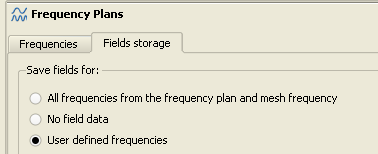 Frequency Plans
Frequencies
Fields storage
Save fields for:
All frequencies from the frequency plan and mesh frequency
No field data
User defined frequencies